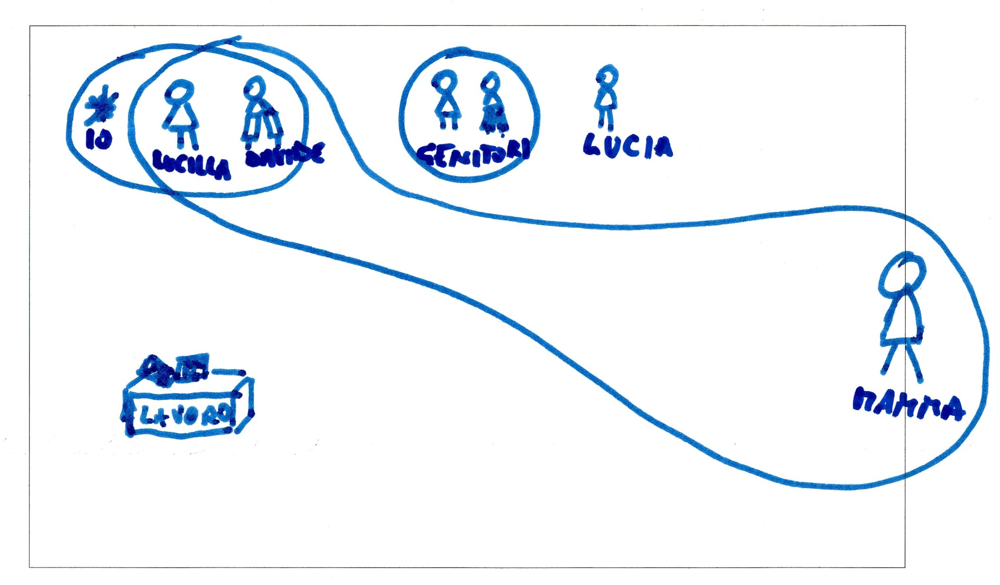 IO
LUCILLA
DAVIDE
GENITORI
LUCIA
MAMMA
LAVORO